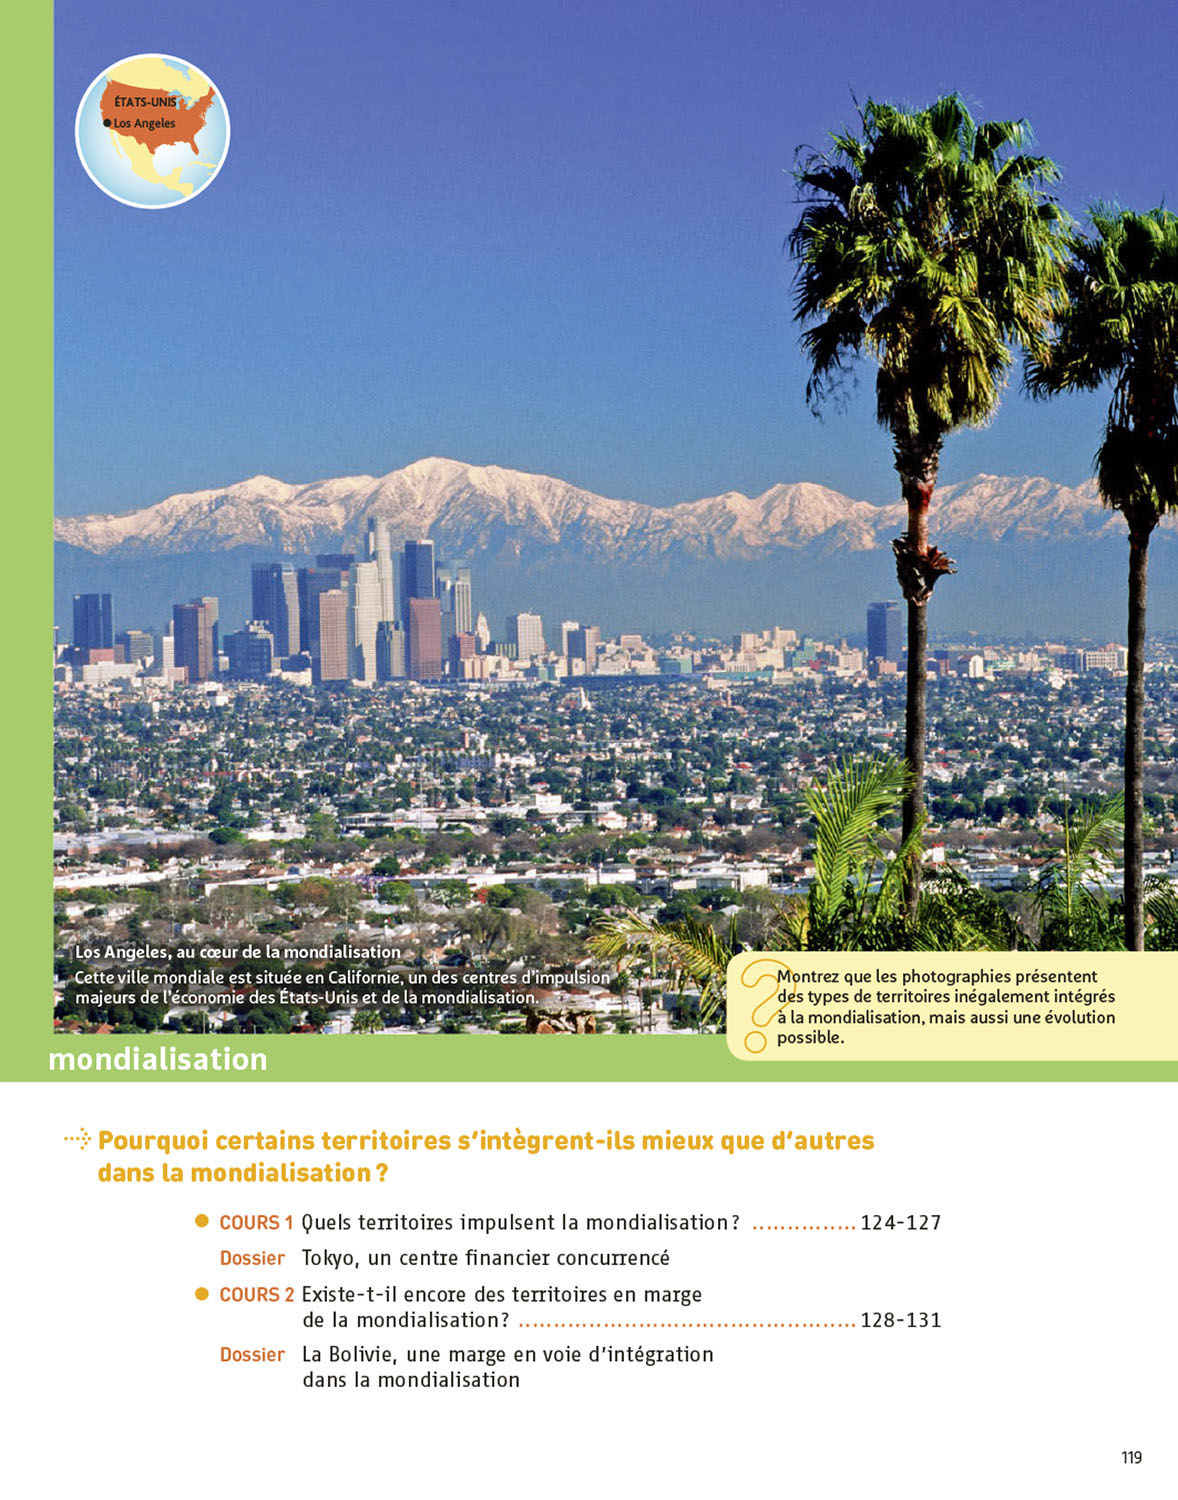 ÉTATS-UNIS
Los Angeles
Los Angeles, au cœur de la mondialisation
Cette ville mondiale est située en Californie, un des centres d'impulsion
majeurs de l'économie des États-Unis et de la mondialisation.
?
Montrez que les photographies présentent
des types de territoires inégalement intégrés
à la mondialisation, mais aussi une évolution
possible.
mondialisation
Pourquoi certains territoires s'intègrent-ils mieux que d'autres
dans la mondialisation ?
COURS 1 Quels territoires impulsent la mondialisation ? ............... 124-127
Dossier Tokyo, un centre financier concurrencé
COURS 2 Existe-t-il encore des territoires en marge
de la mondialisation ? ................................................ 128-131
Dossier La Bolivie, une marge en voie d'intégration
dans la mondialisation
119